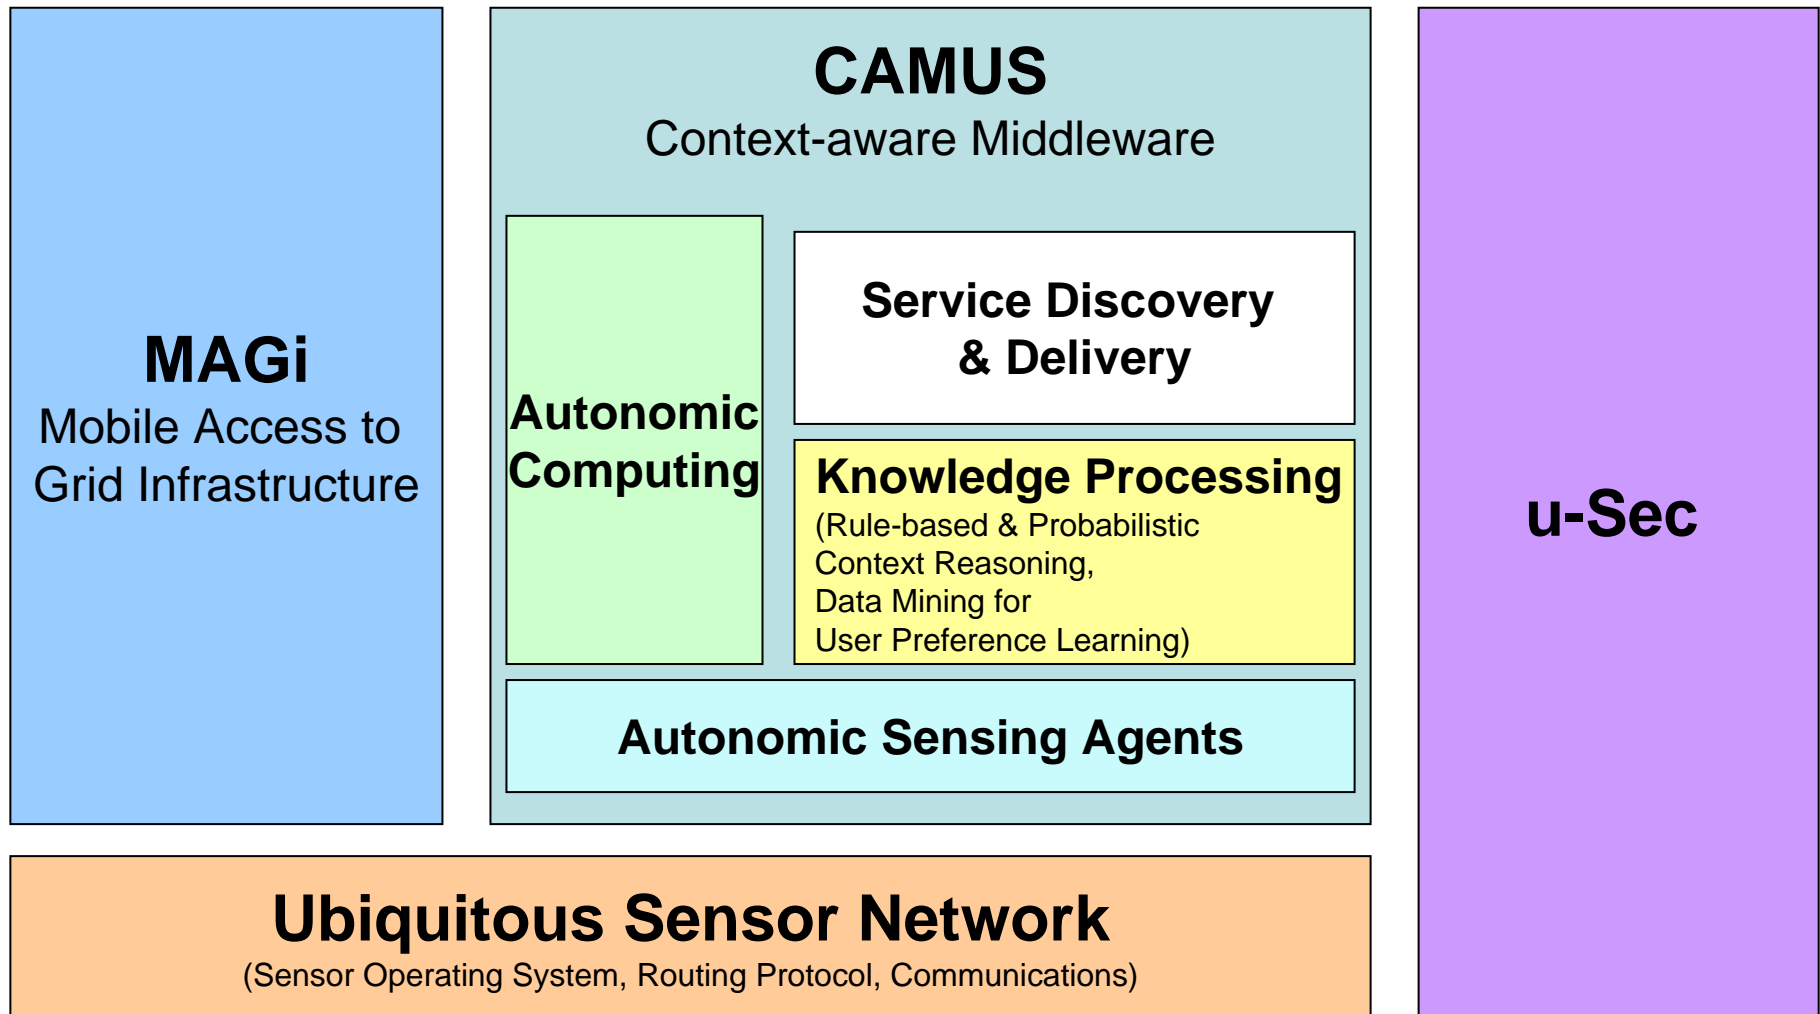 MAGi
Mobile Access to
Grid Infrastructure
CAMUS
Context-aware Middleware
Autonomic
Computing
Service Discovery
& Delivery
Knowledge Processing
(Rule-based & Probabilistic
Context Reasoning,
Data Mining for
User Preference Learning)
Autonomic Sensing Agents
u-Sec
Ubiquitous Sensor Network
(Sensor Operating System, Routing Protocol, Communications)